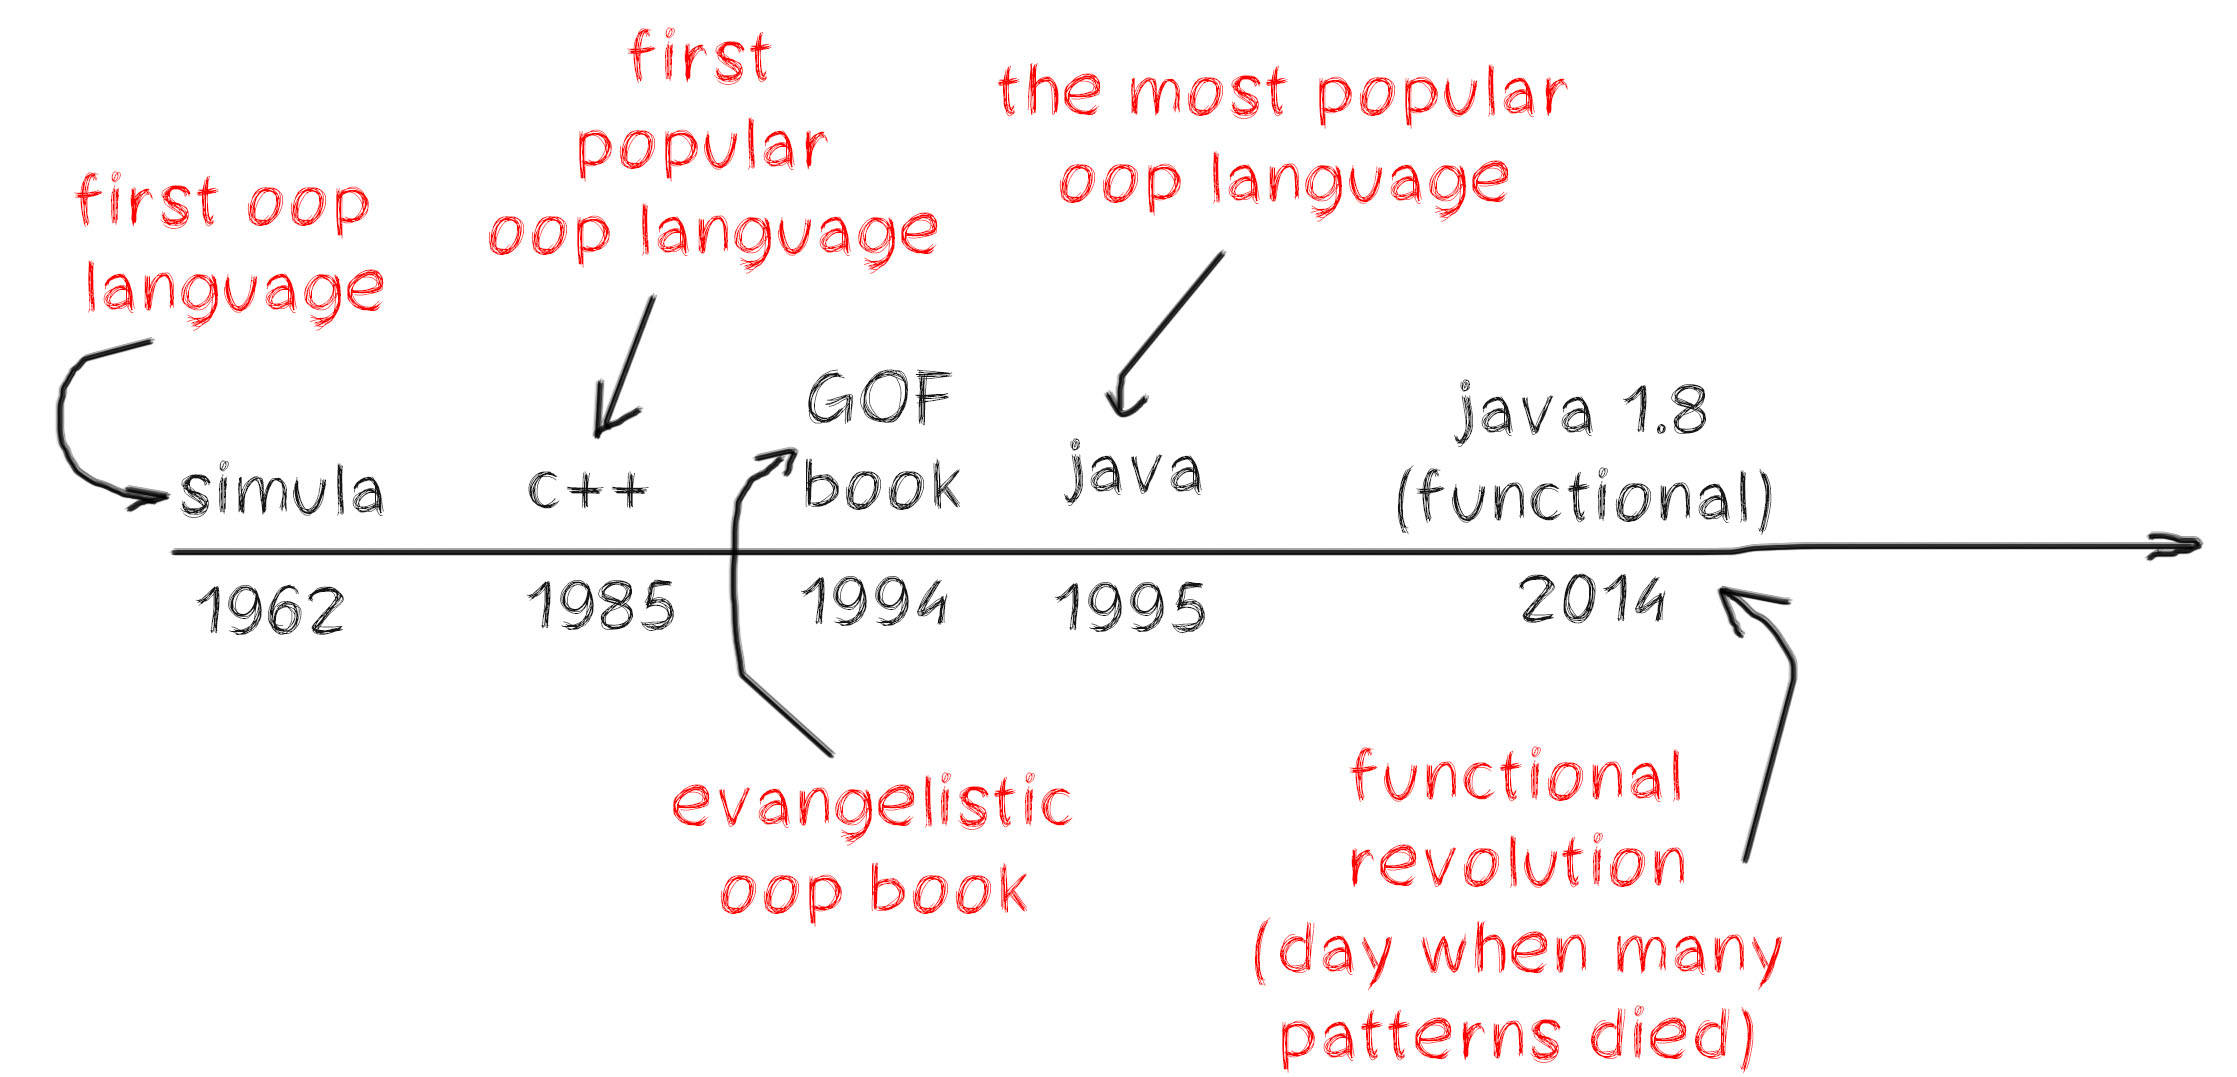 first oop
language
first
popular
oop language
the most popular
oop language
simula
c++
GOF
book
java
java 1.8
(functional)
1962
1985
1994
1995
2014
evangelistic
oop book
functional
revolution
(day when many
patterns died)